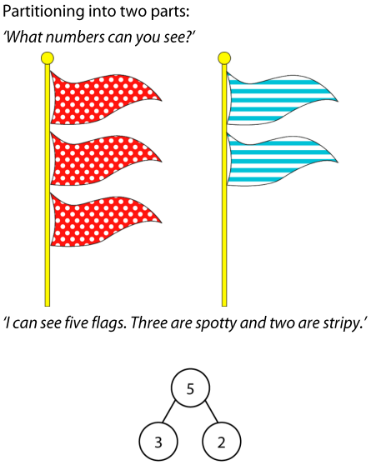 Partitioning into two parts:
'What numbers can you see?'
'I can see five flags. Three are spotty and two are stripy.'
5
3 2